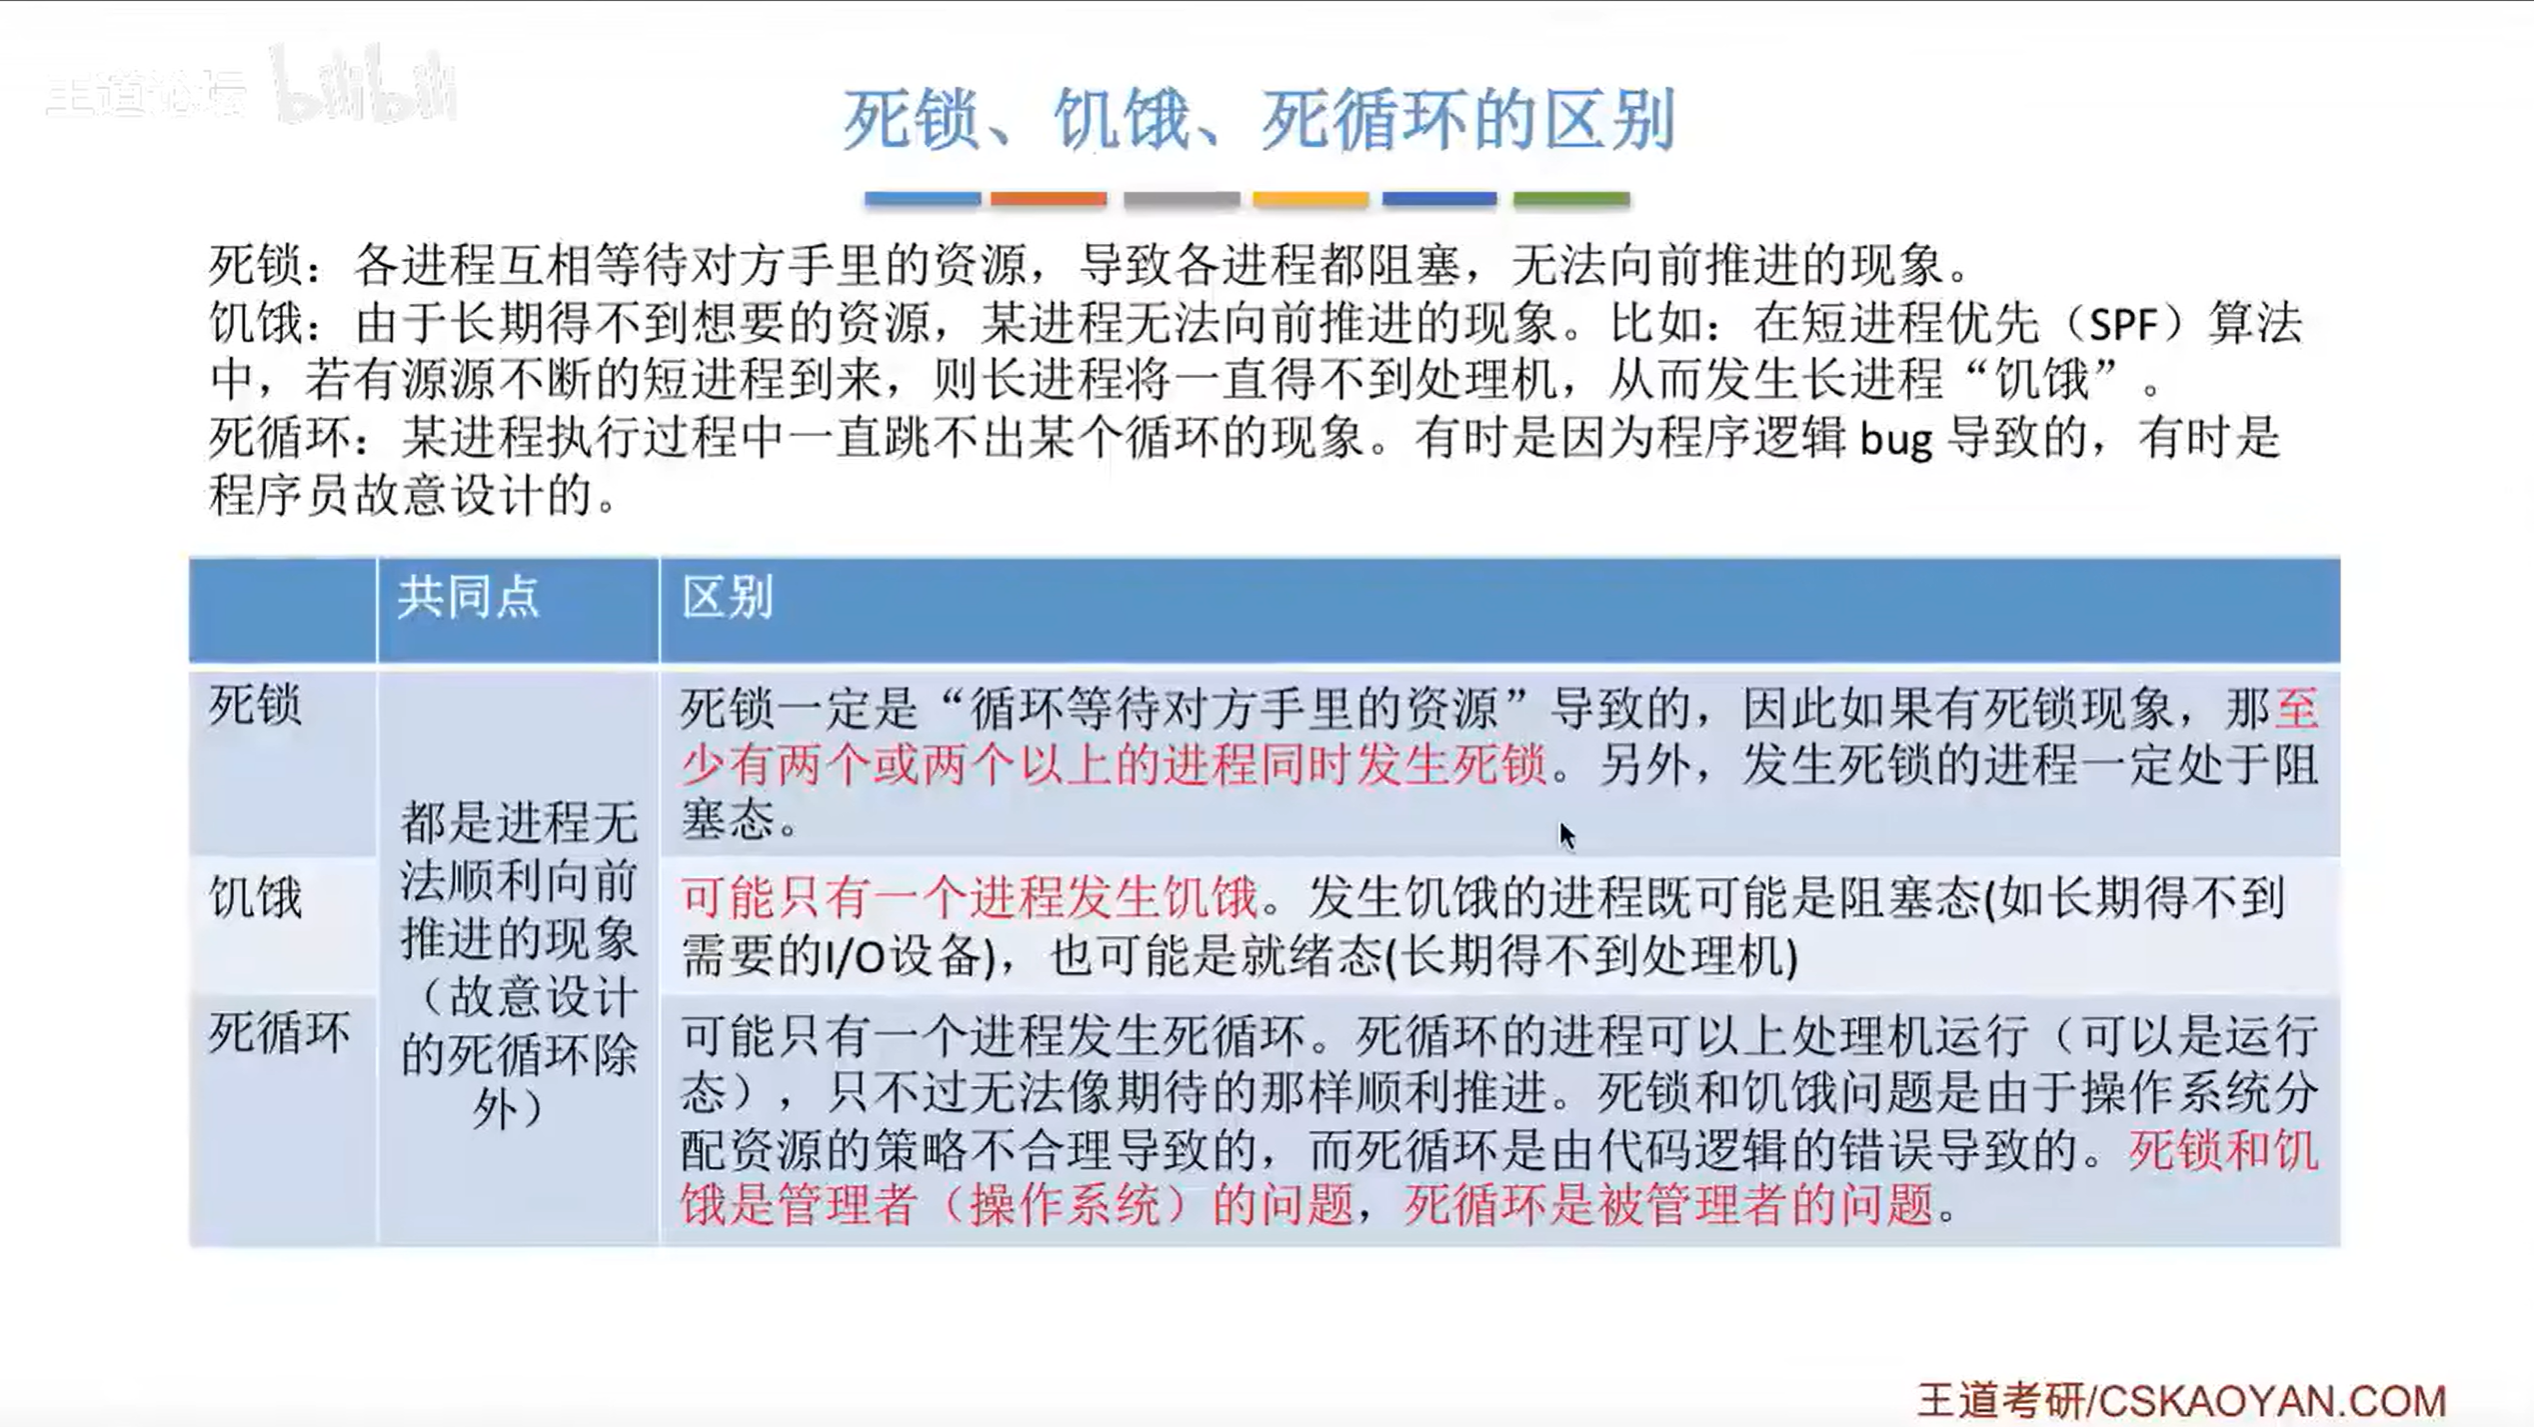 王道论坛 bilibili
死锁、饥饿、死循环的区别
死锁：各进程互相等待对方手里的资源，导致各进程都阻塞，无法向前推进的现象。
饥饿：由于长期得不到想要的资源，某进程无法向前推进的现象。比如：在短进程优先（SPF）算法
中，若有源源不断的短进程到来，则长进程将一直得不到处理机，从而发生长进程“饥饿”。
死循环：某进程执行过程中一直跳不出某个循环的现象。有时是因为程序逻辑 bug 导致的，有时是
程序员故意设计的。
共同点
区别
死锁
都是进程无
法顺利向前
推进的现象
（故意设计
的死循环除
外）
死锁一定是“循环等待对方手里的资源”导致的，因此如果有死锁现象，那至
少有两个或两个以上的进程同时发生死锁。另外，发生死锁的进程一定处于阻
塞态。
饥饿
可能只有一个进程发生饥饿。发生饥饿的进程既可能是阻塞态(如长期得不到
需要的I/O设备)，也可能是就绪态(长期得不到处理机)
死循环
可能只有一个进程发生死循环。死循环的进程可以上处理机运行（可以是运行
态），只不过无法像期待的那样顺利推进。死锁和饥饿问题是由于操作系统分
配资源的策略不合理导致的，而死循环是由代码逻辑的错误导致的。死锁和饥
饿是管理者（操作系统）的问题，死循环是被管理者的问题。
王道考研/CSKAOYAN.COM